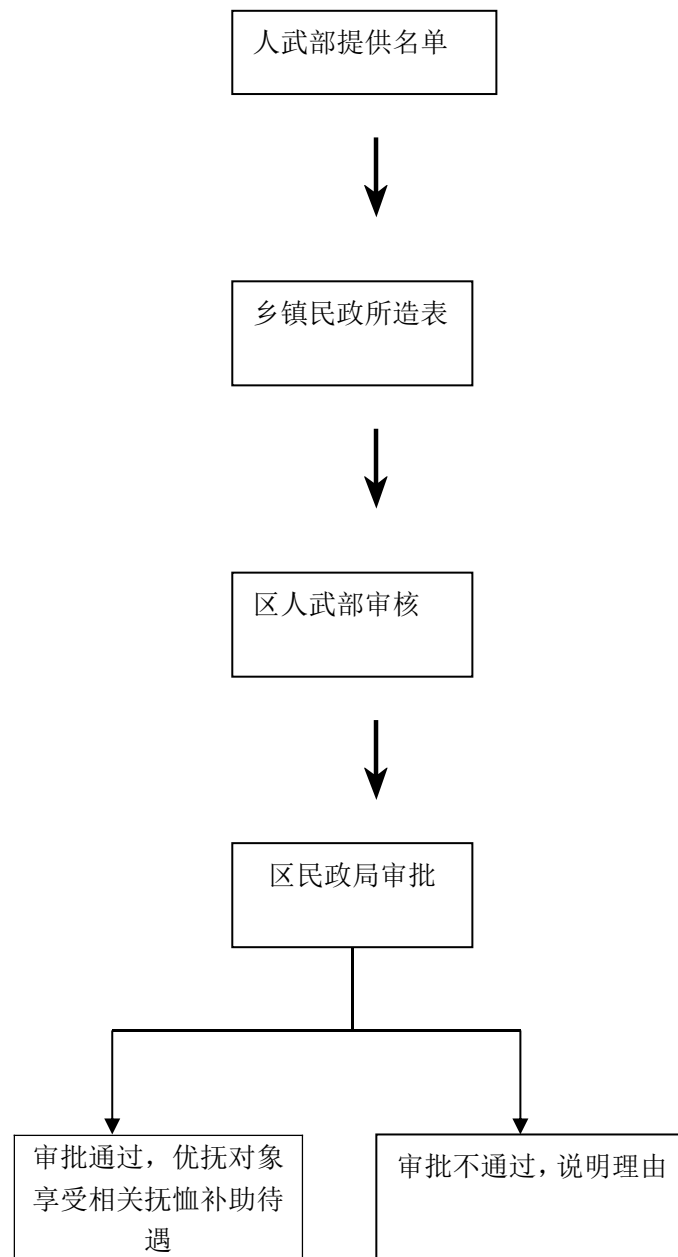 人武部提供名单
乡镇民政所造表
区人武部审核
区民政局审批
审批通过，优抚对象
享受相关抚恤补助待
遇
审批不通过，说明理由